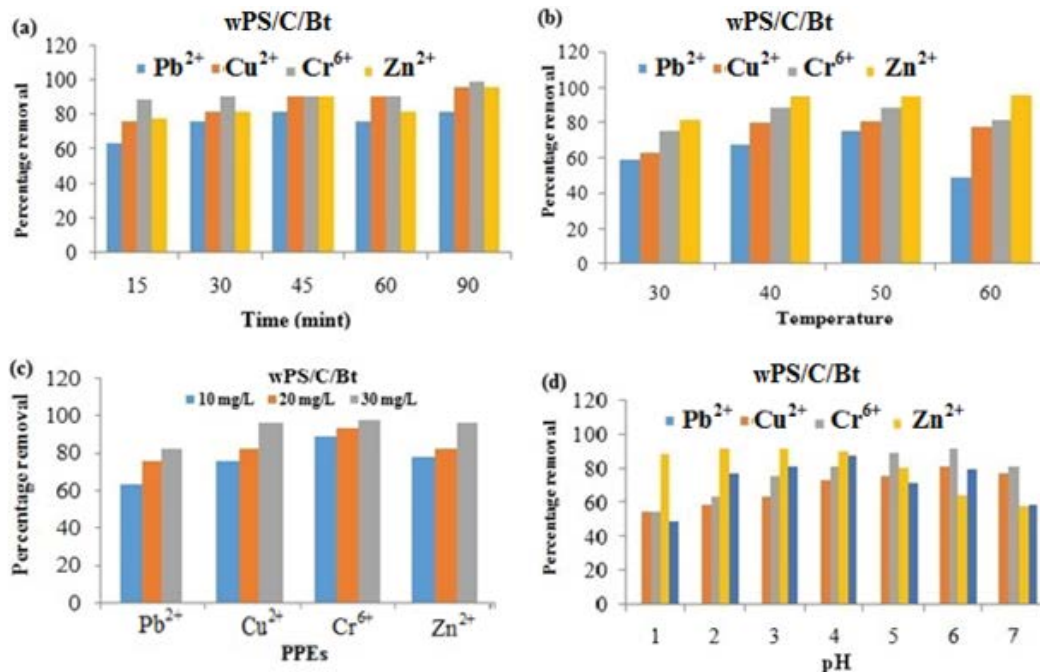 (a)
wPS/C/Bt
Pb2+ Cu2+ Cr6+ Zn2+
120
100
80
60
40
20
0
Percentage removal
15 30 45 60 90
Time (mint)
(b)
wPS/C/Bt
Pb2+ Cu2+ Cr6+ Zn2+
120
100
80
60
40
20
0
Percentage removal
30 40 50 60
Temperature
(c)
wPS/C/Bt
10 mg/L 20 mg/L 30 mg/L
120
100
80
60
40
20
0
Percentage removal
Pb2+ Cu2+ Cr6+ Zn2+
PPEs
(d)
wPS/C/Bt
Pb2+ Cu2+ Cr6+ Zn2+
120
100
80
60
40
20
0
Percentage removal
1 2 3 4 5 6 7
pH